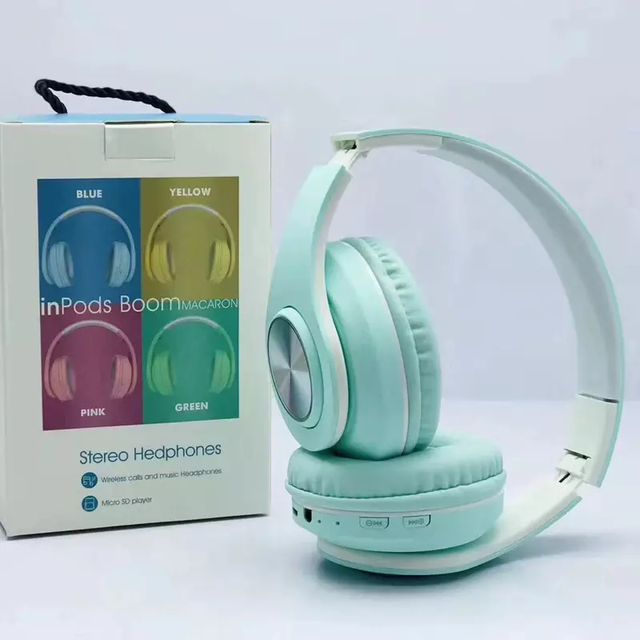 BLUE YELLOW
inPods Boom MACARON
PINK GREEN
Stereo Hedphones
Wireless calls and music Headphones
Micro SD player